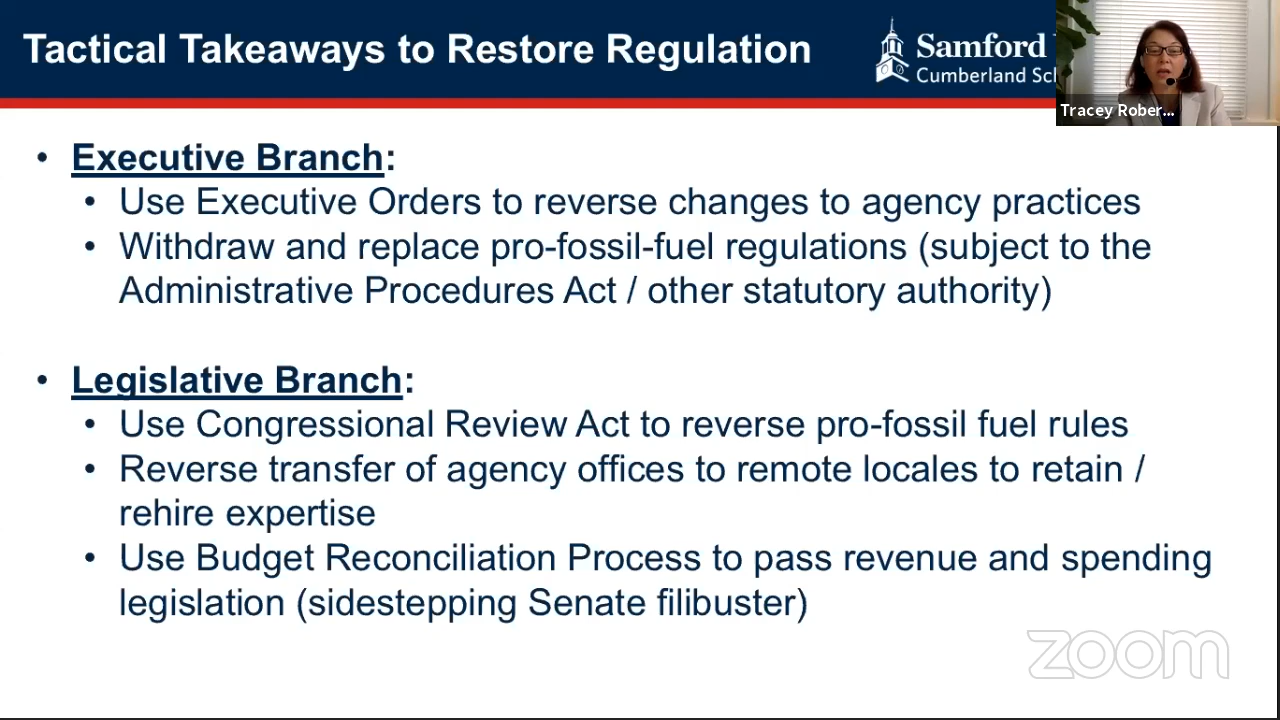 Tactical Takeaways to Restore Regulation
Samford
Cumberland Sc
Tracey Rober...
• Executive Branch:
• Use Executive Orders to reverse changes to agency practices
• Withdraw and replace pro-fossil-fuel regulations (subject to the
Administrative Procedures Act / other statutory authority)
• Legislative Branch:
• Use Congressional Review Act to reverse pro-fossil fuel rules
• Reverse transfer of agency offices to remote locales to retain /
rehire expertise
• Use Budget Reconciliation Process to pass revenue and spending
legislation (sidestepping Senate filibuster)
zoom